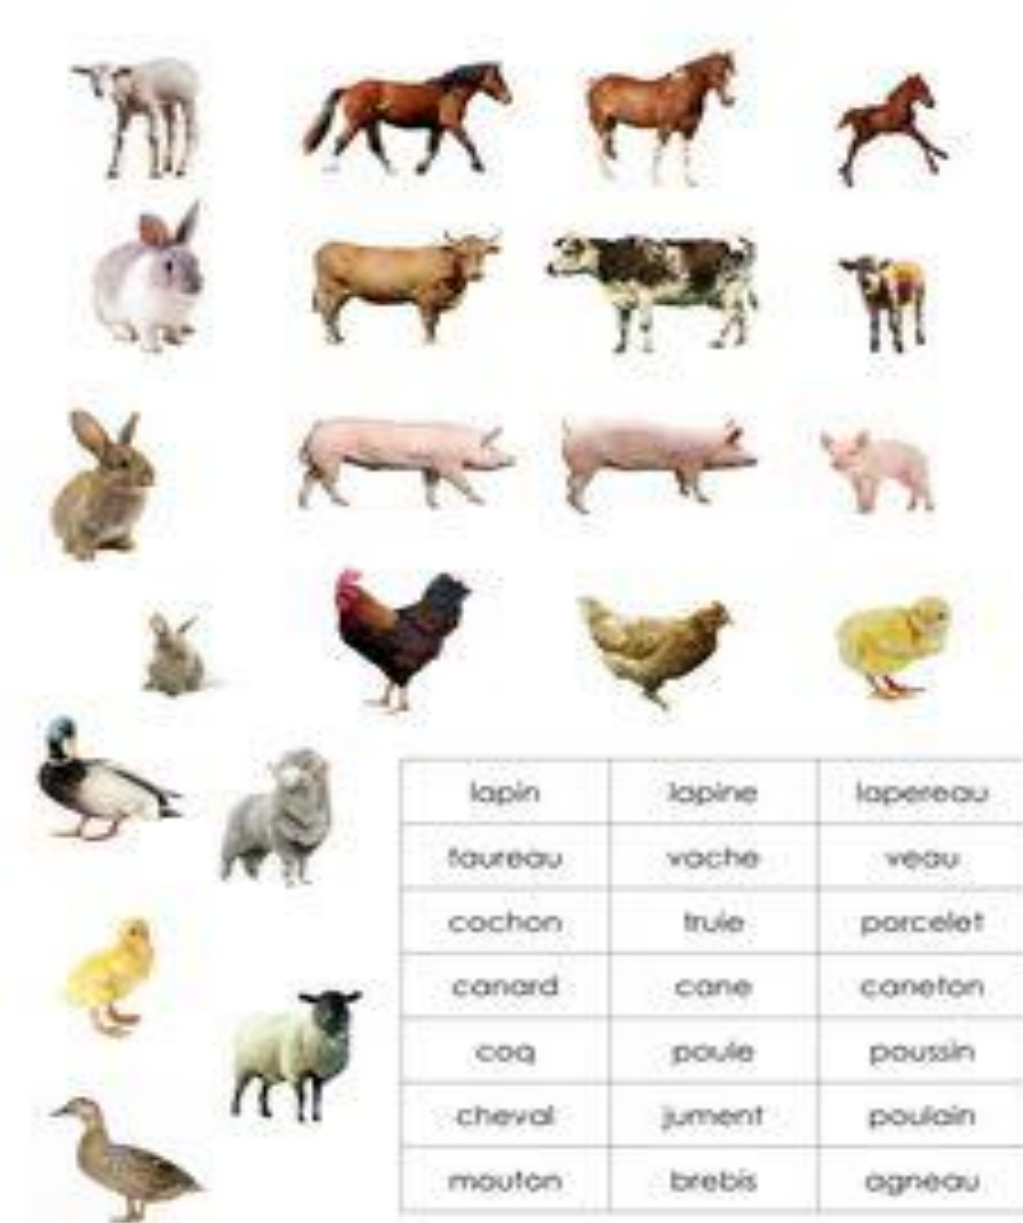 lapin lapine lapereau
taureau vache veau
cochon truie porcelet
canard cane caneton
coq poule poussin
cheval jument poulain
mouton brebis agneau